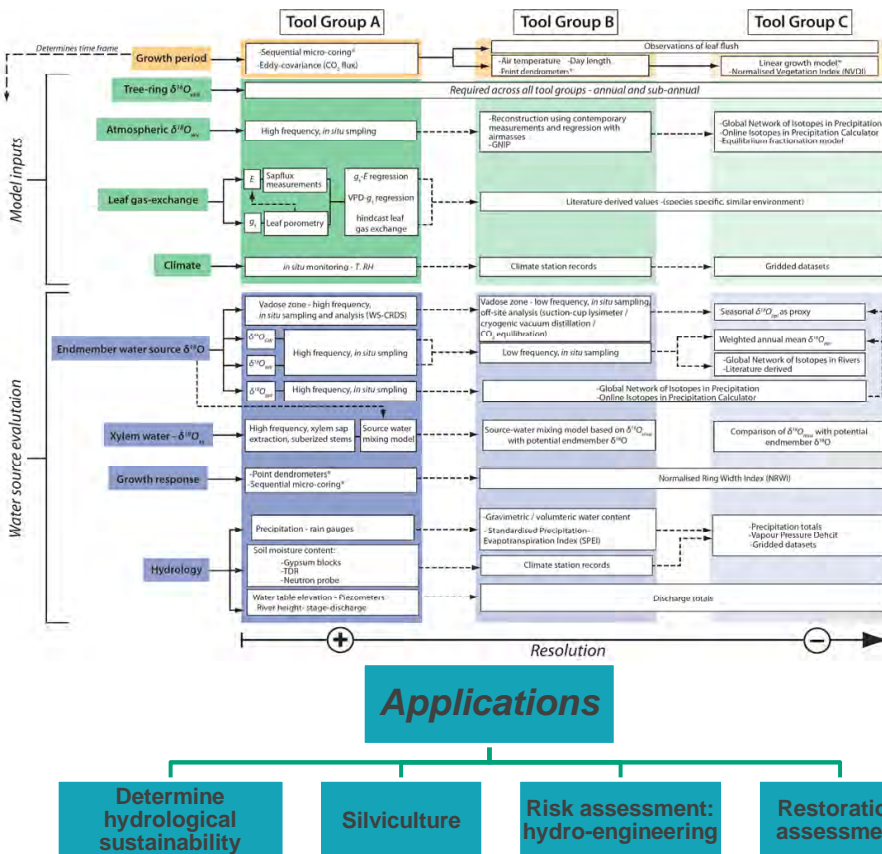 Tool Group A
Tool Group B
Tool Group C
Determines time frame
Growth period
-Sequential micro-coring*
-Eddy-covariance (CO2 flux)
Observations of leaf flush
-Air temperature -Day length
-Point dendrometers*
Linear growth model*
-Normalised Vegetation Index (NVDI)
Model inputs
Tree-ring δ18O
Required across all tool groups - annual and sub-annual
Atmospheric δ18O
High frequency, in situ smpling
-Reconstruction using contemporary
measurements and regression with
airmasses
-GNIP
-Global Network of Isotopes in Precipitation
-Online Isotopes in Precipitation Calculator
-Equilibrium fractionation model
Leaf gas-exchange
E
Sapflux
measurements
gs
Leaf porometry
gs-E regression
VPD-gs regression
hindcast leaf
gas exchange
Literature derived values -(species specific, similar environment)
Climate
in situ monitoring - T. RH
Climate station records
Gridded datasets
Water source evalutaion
Endmember water source δ18O
Vadose zone - high frequency,
in situ sampling and analysis (WS-CRDS)
Vadose zone - low frequency, in situ sampling,
off-site analysis (suction-cup lysimeter /
cryogenic vacuum distillation /
CO2 equilibration)
Seasonal δ18Oppt as proxy
δ18O
δ18O
High frequency, in situ smpling
Low frequency, in situ sampling
Weighted annual mean δ18Oppt
-Global Network of Isotopes in Rivers
-Literature derived
δ18Oppt
High frequency, in situ smpling
-Global Network of Isotopes in Precipitation
-Online Isotopes in Precipitation Calculator
Xylem water - δ18O
High frequency, xylem sap
extraction, suberized stems
Source water
mixing model
Source-water mixing model based on δ18O
with potential endmember δ18O
Comparison of δ18O with potential
endmember δ18O
Growth response
-Point dendrometers*
-Sequential micro-coring*
Normalised Ring Width Index (NRWI)
Hydrology
Precipitation - rain gauges
-Gravimetric / volumteric water content
-Standardised Precipitation-
Evapotranspiration Index (SPEI)
-Precipitation totals
-Vapour Pressure Deficit
-Gridded datasets
Soil moisture content:
-Gypsum blocks
-TDR
-Neutron probe
Climate station records
Water table elevation - Piezometers
River height- stage-discharge
Discharge totals
+
Resolution
−
Applications
Determine
hydrological
sustainability
Silviculture
Risk assessment:
hydro-engineering
Restoratio
assessme